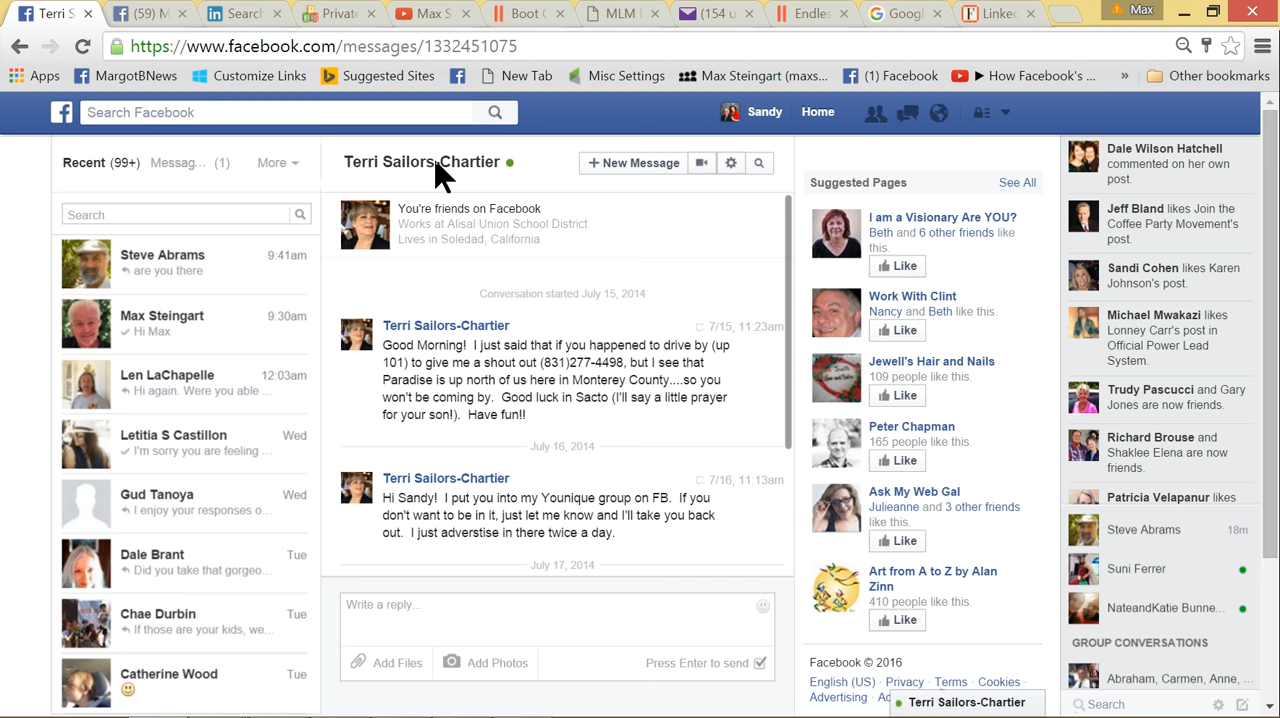 Terri S
(59) M
Search
Private
Max S
Boot C
MLM f
(154 u
Endles
Googl
Linke
Max
https://www.facebook.com/messages/1332451075
Apps
MargotBNews
Customize Links
Suggested Sites
New Tab
Misc Settings
Max Steingart (maxs...
(1) Facebook
► How Facebook's ...
»
Other bookmarks
Search Facebook
Sandy
Home
Recent (99+)
Messag... (1)
More
Search
Steve Abrams 9:41am
are you there
Max Steingart 9:30am
Hi Max
Len LaChapelle 12:03am
Hi again. Were you able ...
Letitia S Castillon Wed
I'm sorry you are feeling ...
Gud Tanoya Wed
I enjoy your responses o...
Dale Brant Tue
Did you take that gorgeo...
Chae Durbin Tue
If those are your kids, we...
Catherine Wood Tue
Terri Sailors-Chartier
+ New Message
You're friends on Facebook
Works at Alisal Union School District
Lives in Soledad, California
Conversation started July 15, 2014
Terri Sailors-Chartier 7/15, 11:23am
Good Morning! I just said that if you happened to drive by (up
101) to give me a shout out (831)277-4498, but I see that
Paradise is up north of us here in Monterey County....so you
won't be coming by. Good luck in Sacto (I'll say a little prayer
for your son!). Have fun!!
July 16, 2014
Terri Sailors-Chartier 7/16, 11:13am
Hi Sandy! I put you into my Younique group on FB. If you
don't want to be in it, just let me know and I'll take you back
out. I just adverstise in there twice a day.
July 17, 2014
Write a reply...
Add Files
Add Photos
Press Enter to send
Suggested Pages See All
I am a Visionary Are YOU?
Beth and 6 other friends like
this.
Like
Work With Clint
Nancy and Beth like this.
Like
Jewell's Hair and Nails
109 people like this.
Like
Peter Chapman
165 people like this.
Like
Ask My Web Gal
Julieanne and 3 other friends
like this.
Like
Art from A to Z by Alan
Zinn
410 people like this.
Like
Facebook © 2016
English (US) · Privacy · Terms · Cookies ·
Advertising · Ad
Terri Sailors-Chartier
Dale Wilson Hatchell
commented on her own
post.
Jeff Bland likes Join the
Coffee Party Movement's
post.
Sandi Cohen likes Karen
Johnson's post.
Michael Mwakazi likes
Lonney Carr's post in
Official Power Lead
System.
Trudy Pascucci and Gary
Jones are now friends.
Richard Brouse and
Shaklee Elena are now
friends.
Patricia Velapanur likes
Steve Abrams 18m
Suni Ferrer
NateandKatie Bunne...
GROUP CONVERSATIONS
Abraham, Carmen, Anne, ...
Search